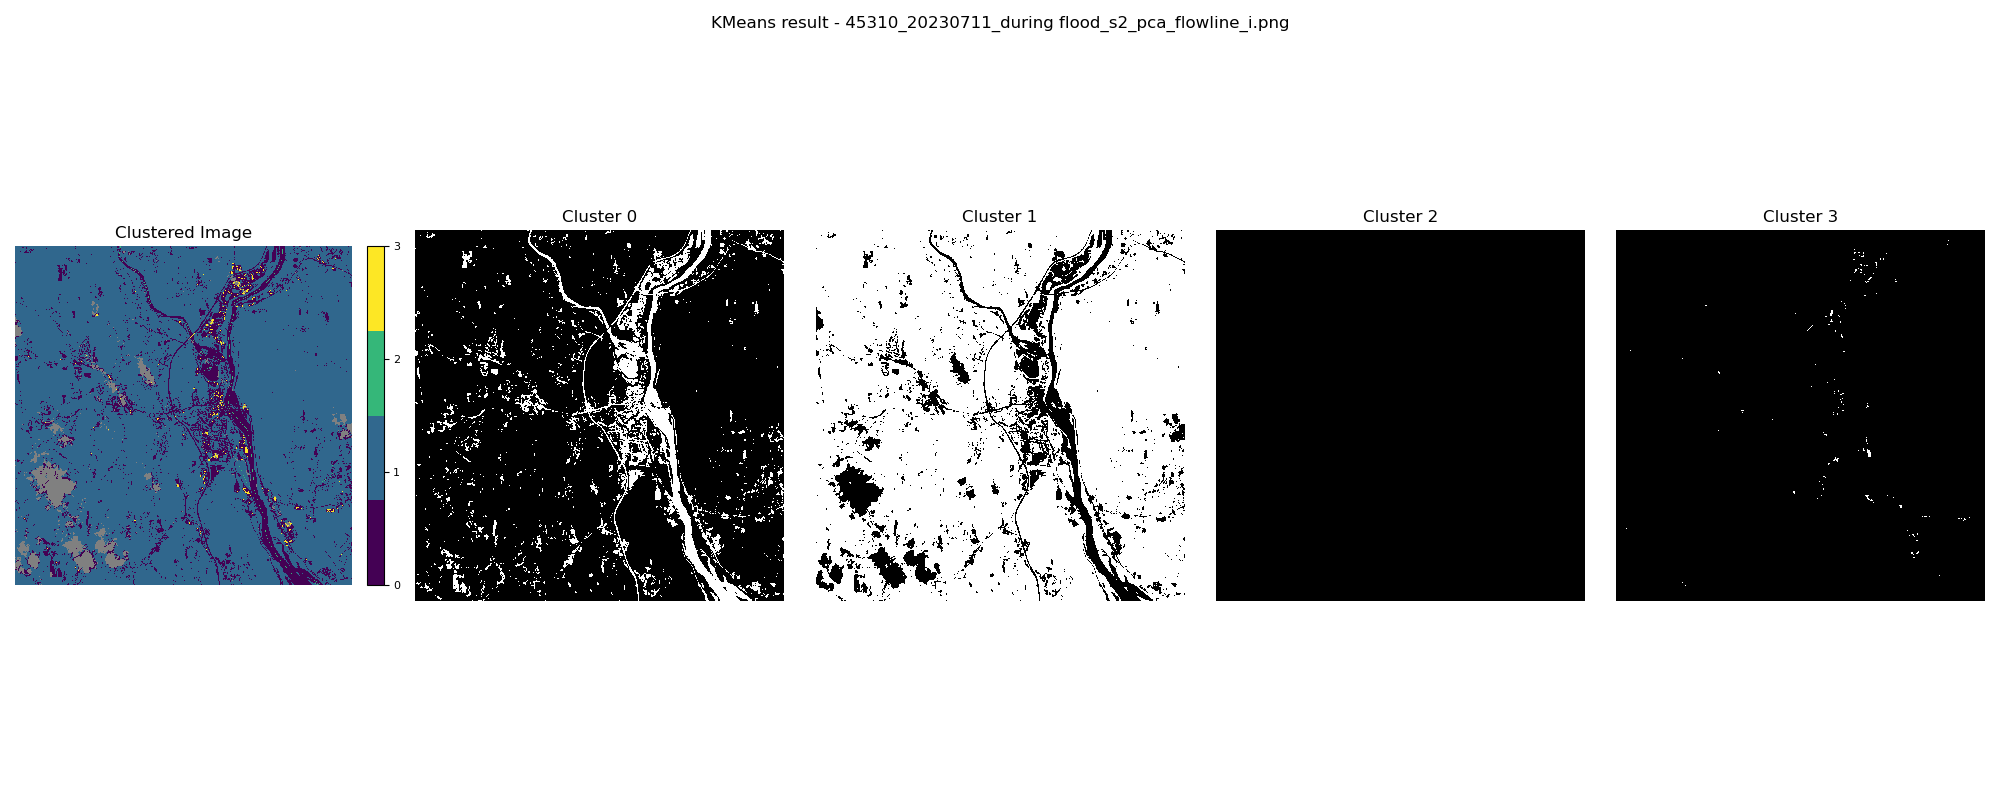 KMeans result - 45310_20230711_during flood_s2_pca_flowline_i.png
Clustered Image
3
2
1
0
Cluster 0
Cluster 1
Cluster 2
Cluster 3